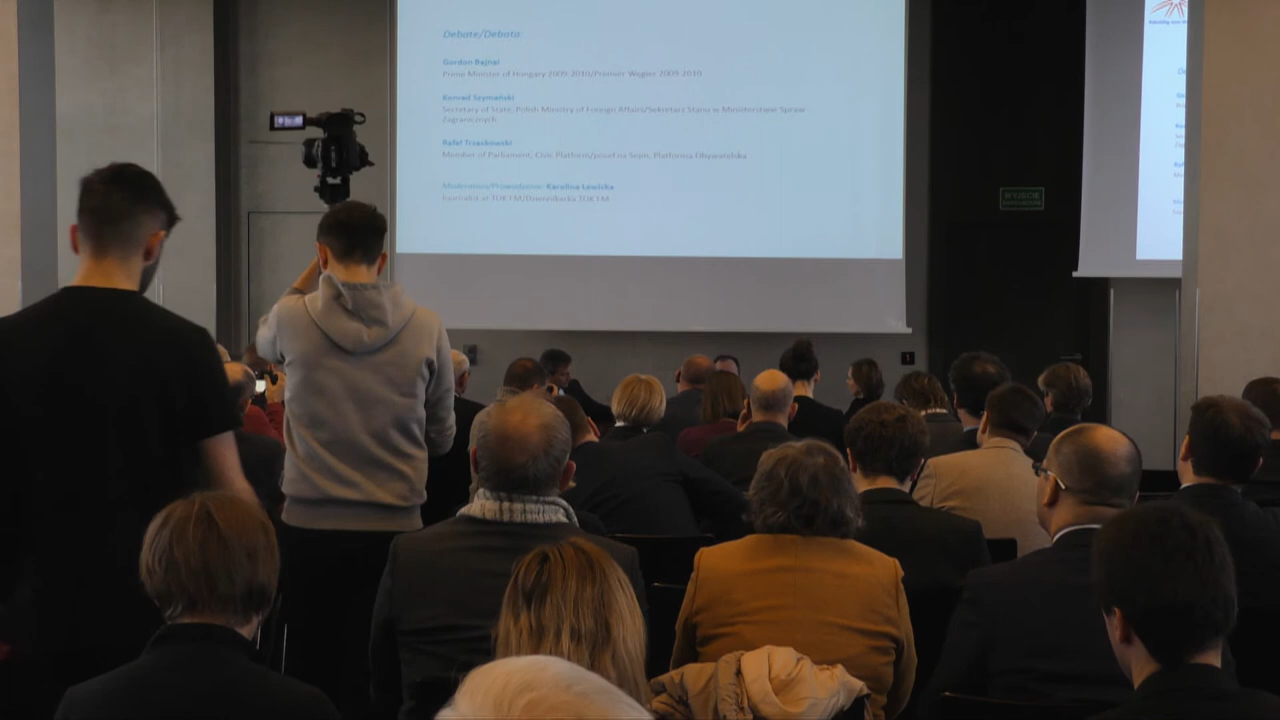 Debate/Debata
Gordon Bajnai
Prime Minister of Hungary 2009-2010/Premier Węgier 2009-2010
Konrad Szymański
Secretary of State, Polish Ministry of Foreign Affairs/Sekretarz Stanu w Ministerstwie Spraw
Zagranicznych
Rafał Trzaskowski
Member of Parliament, Civic Platform/poseł na Sejm, Platforma Obywatelska
Moderator/Prowadzenie: Karolina Lewicka
Journalist at TOK FM/Dziennikarka TOK FM
WYJŚCIE